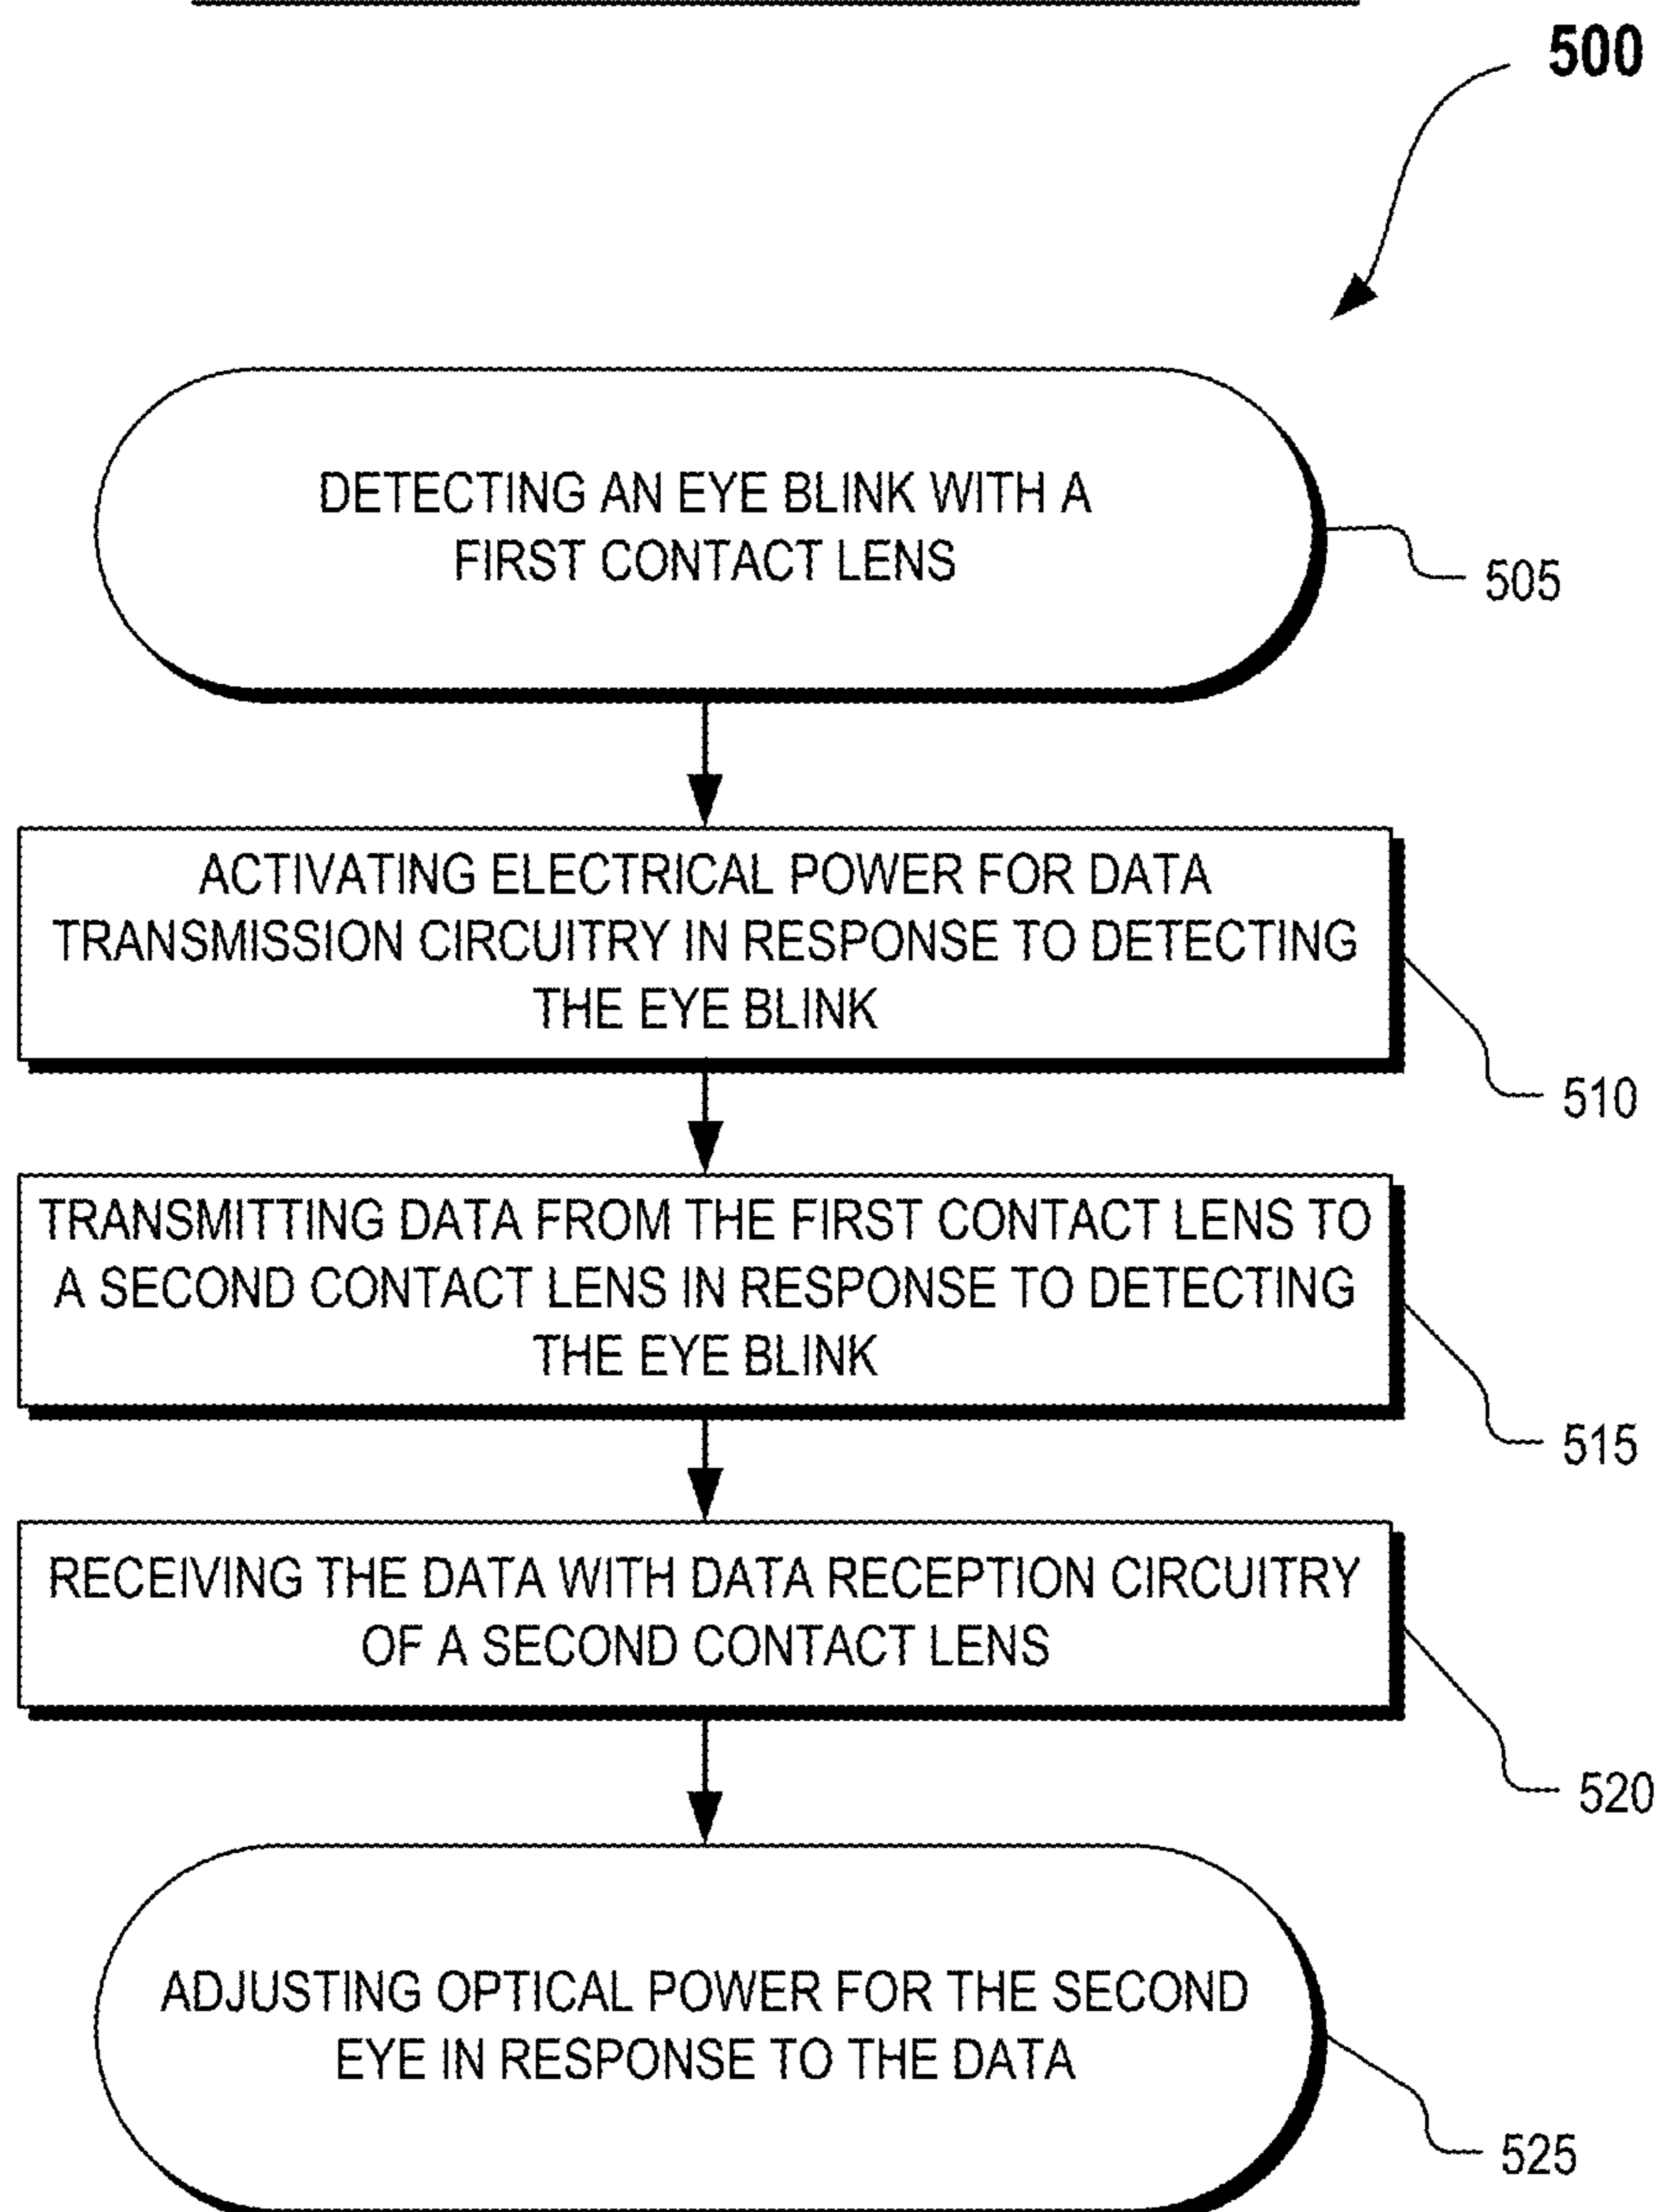 500
DETECTING AN EYE BLINK WITH A
FIRST CONTACT LENS
505
ACTIVATING ELECTRICAL POWER FOR DATA
TRANSMISSION CIRCUITRY IN RESPONSE TO DETECTING
THE EYE BLINK
510
TRANSMITTING DATA FROM THE FIRST CONTACT LENS TO
A SECOND CONTACT LENS IN RESPONSE TO DETECTING
THE EYE BLINK
515
RECEIVING THE DATA WITH DATA RECEPTION CIRCUITRY
OF A SECOND CONTACT LENS
520
ADJUSTING OPTICAL POWER FOR THE SECOND
EYE IN RESPONSE TO THE DATA
525